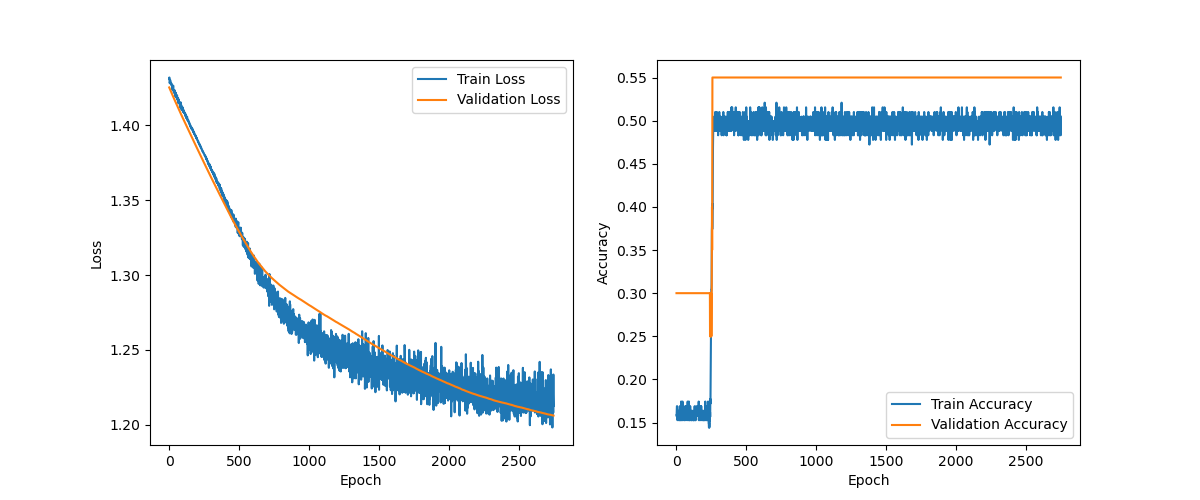 Train Loss
Validation Loss
1.40
1.35
1.30
1.25
1.20
Loss
0 500 1000 1500 2000 2500
Epoch
0.55
0.50
0.45
0.40
0.35
0.30
0.25
0.20
0.15
Accuracy
Train Accuracy
Validation Accuracy
0 500 1000 1500 2000 2500
Epoch